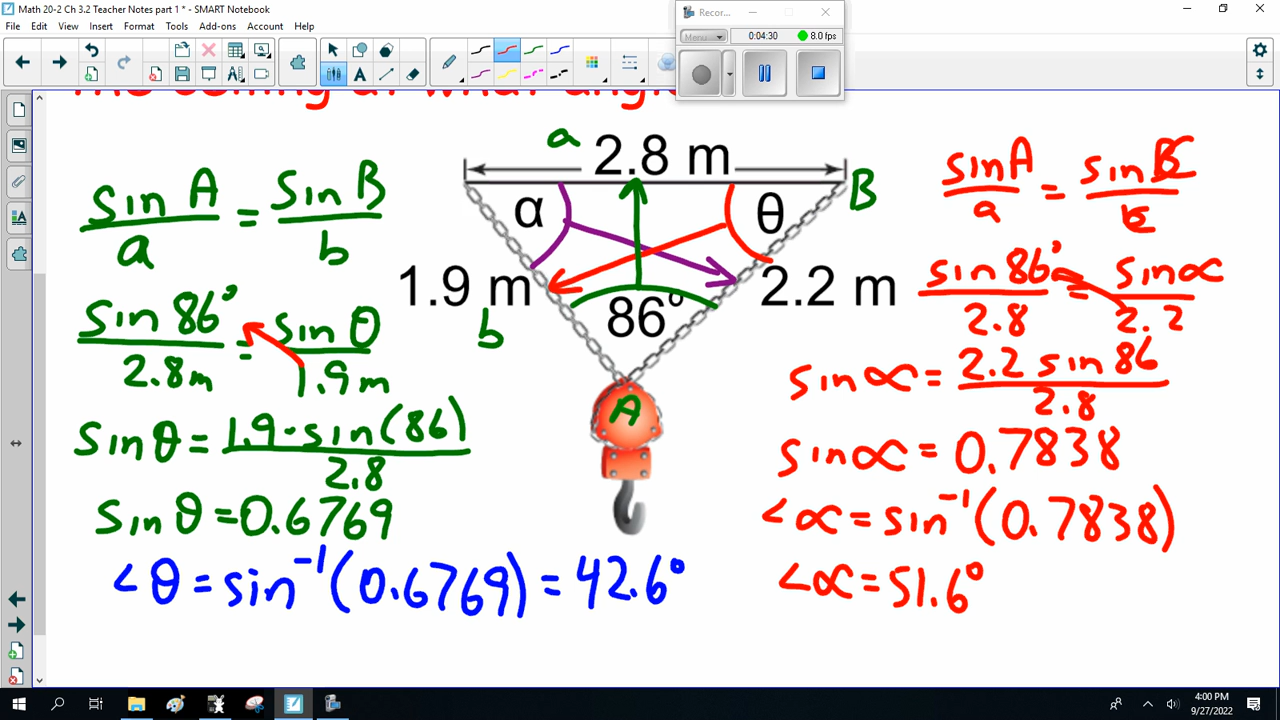 Math 20-2 Ch 3.2 Teacher Notes part 1 * - SMART Notebook
File Edit View Insert Format Tools Add-ons Account Help
Recor...
Menu 0:04:30 8.0 fps
the ceiling at what
a
2.8 m
B
α
θ
1.9 m
b
86°
2.2 m
A
sin A / a = sin B / b
sin 86° / 2.8m = sin θ / 1.9m
sin θ = 1.9 · sin(86) / 2.8
sin θ = 0.6769
∠θ = sin⁻¹(0.6769) = 42.6°
sin A / a = sin / 
sin 86° / 2.8 = sin ∝ / 2.2
sin ∝ = 2.2 sin 86 / 2.8
sin ∝ = 0.7838
∠∝ = sin⁻¹(0.7838)
∠∝ = 51.6°
4:00 PM
9/27/2022